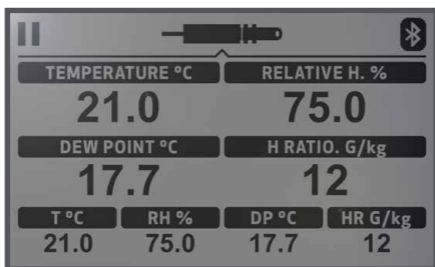 TEMPERATURE °C RELATIVE H. %
21.0 75.0
DEW POINT °C H RATIO. G/kg
17.7 12
T °C RH % DP °C HR G/kg
21.0 75.0 17.7 12